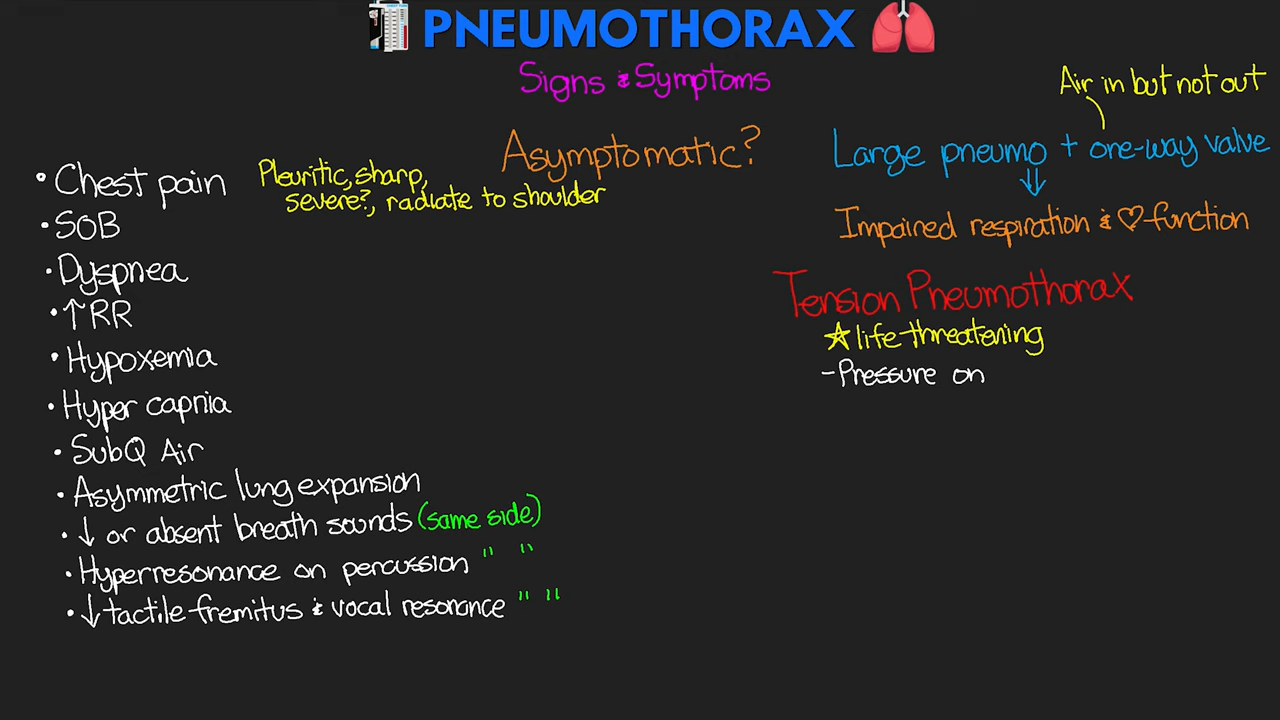 PNEUMOTHORAX
Signs & Symptoms
Asymptomatic?
• Chest pain
Pleuritic, sharp,
severe?, radiate to shoulder
• SOB
• Dyspnea
• ↑RR
• Hypoxemia
• Hyper capnia
• SubQ Air
• Asymmetric lung expansion
• ↓ or absent breath sounds (same side)
• Hyperresonance on percussion " "
• ↓ tactile fremitus & vocal resonance " "
Air in but not out
Large pneumo + one-way valve
⇓
Impaired respiration & ♡ function
Tension Pneumothorax
☆ life-threatening
- Pressure on